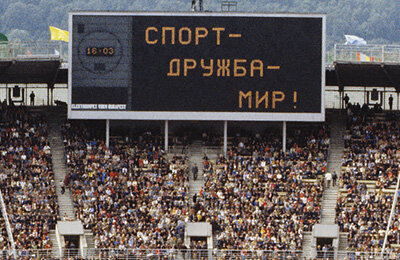 16:03
СПОРТ-
ДРУЖБА-
МИР!
ELEKTROIMPEX VIDEOTON BUDAPEST